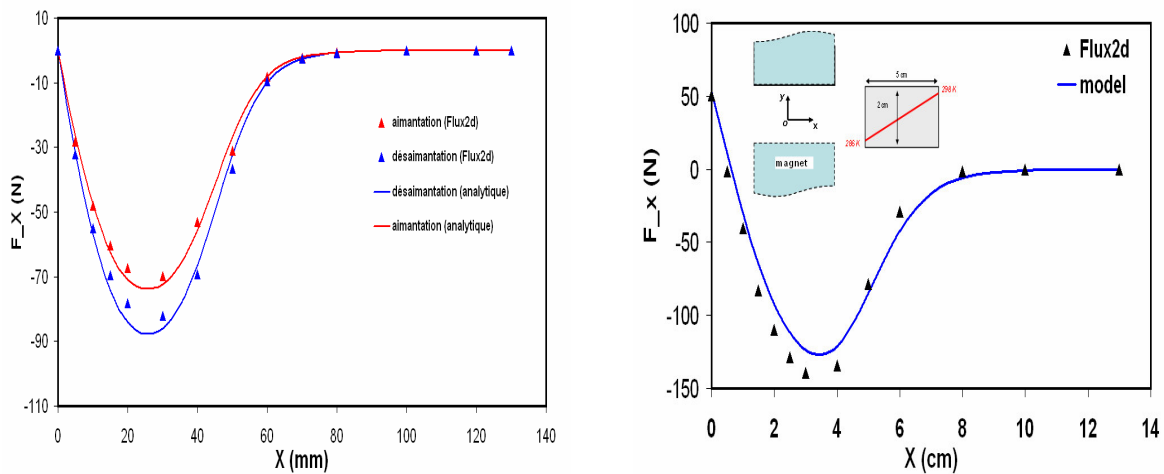 10
-10
-30
-50
-70
-90
-110
F_X (N)
aimantation (Flux2d)
désaimantation (Flux2d)
désaimantation (analytique)
aimantation (analytique)
0 20 40 60 80 100 120 140
X (mm)
100
50
0
-50
-100
-150
F_X (N)
Flux2d
model
5 cm
2 cm
298 K
266 K
y
o x
magnet
0 2 4 6 8 10 12 14
X (cm)